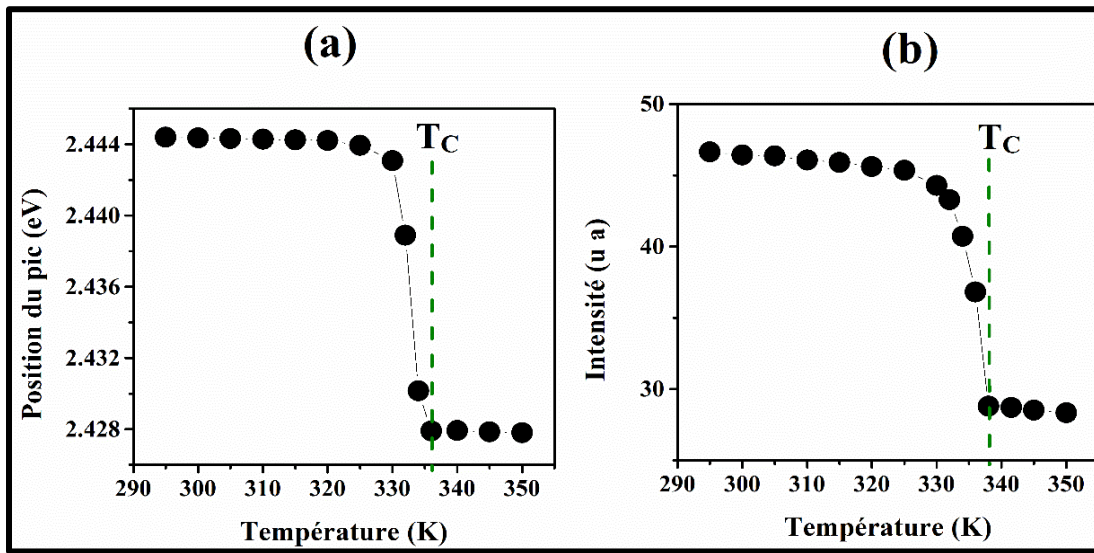 (a)
T_C
2.444
2.440
2.436
2.432
2.428
Position du pic (eV)
290 300 310 320 330 340 350
Température (K)
(b)
T_C
50
40
30
Intensité (u a)
290 300 310 320 330 340 350
Température (K)